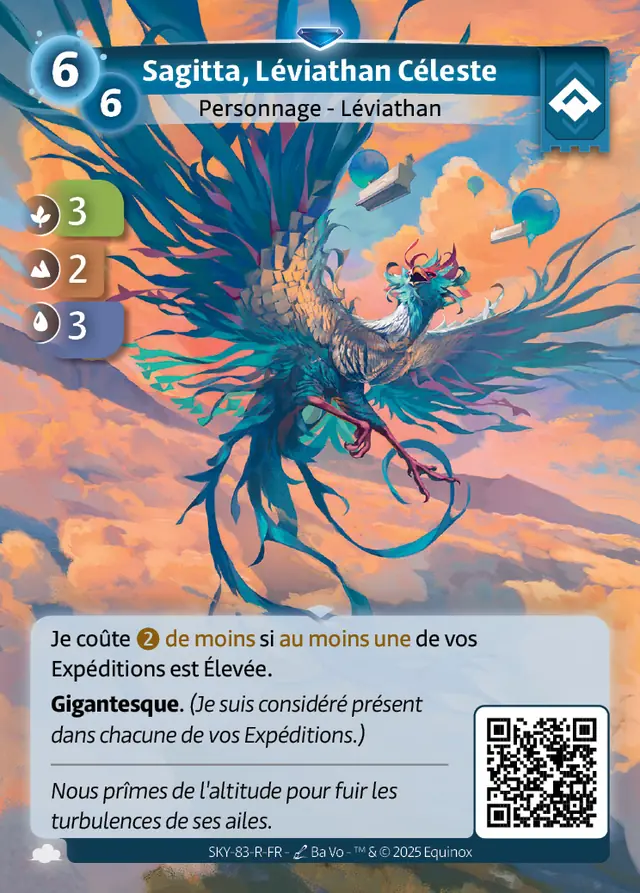 6
6
Sagitta, Léviathan Céleste
Personnage - Léviathan
3
2
3
Je coûte 2 de moins si au moins une de vos
Expéditions est Élevée.
Gigantesque. (Je suis considéré présent
dans chacune de vos Expéditions.)
Nous prîmes de l'altitude pour fuir les
turbulences de ses ailes.
SKY-83-R-FR - Ba Vo - ™ & © 2025 Equinox